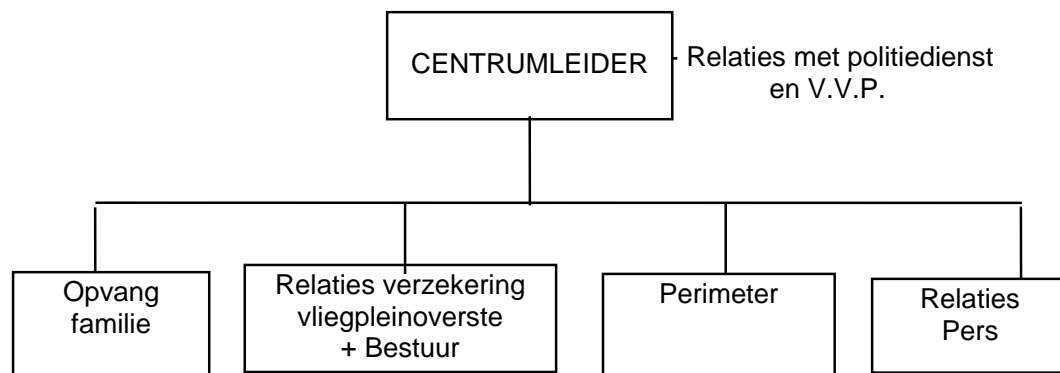 CENTRUMLEIDER
Relaties met politiedienst
en V.V.P.
Opvang
familie
Relaties verzekering
vliegpleinoverste
+ Bestuur
Perimeter
Relaties
Pers